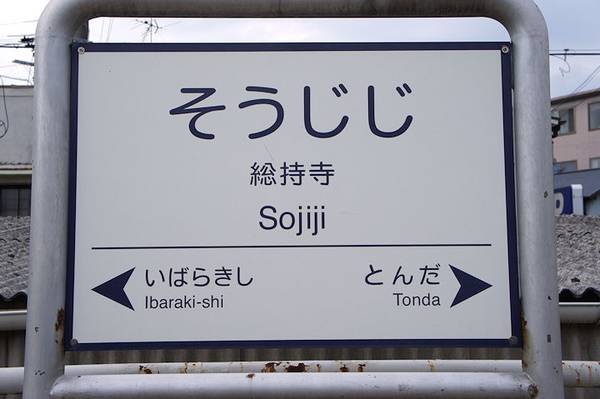 そうじじ
総持寺
Sojiji
いばらきし とんだ
Ibaraki-shi Tonda